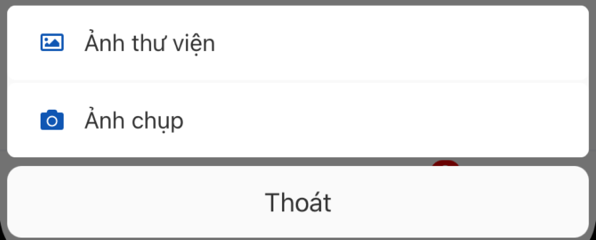 Ảnh thư viện
Ảnh chụp
Thoát